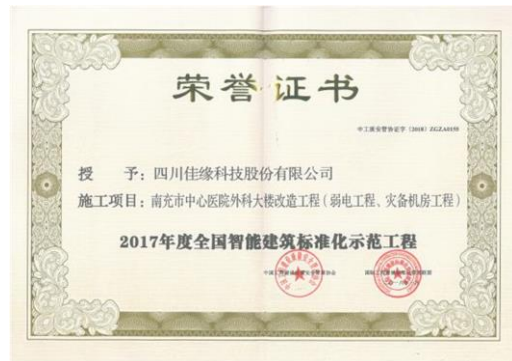 荣誉证书
授 予：四川佳缘科技股份有限公司
施工项目：南充市中心医院外科大楼改造工程（弱电工程、灾备机房工程）
2017年度全国智能建筑标准化示范工程